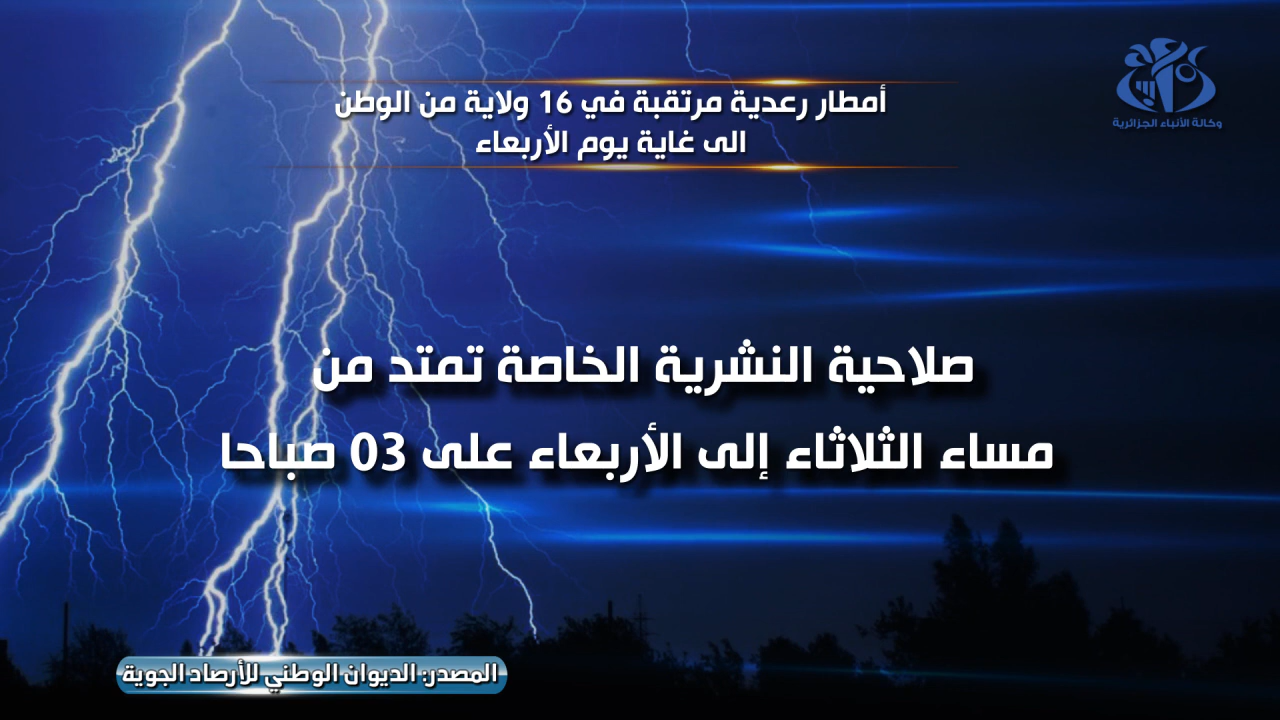 وكالة الأنباء الجزائرية
أمطار رعدية مرتقبة في 16 ولاية من الوطن
الى غاية يوم الأربعاء
صلاحية النشرية الخاصة تمتد من
مساء الثلاثاء إلى الأربعاء على 03 صباحا
المصدر: الديوان الوطني للأرصاد الجوية